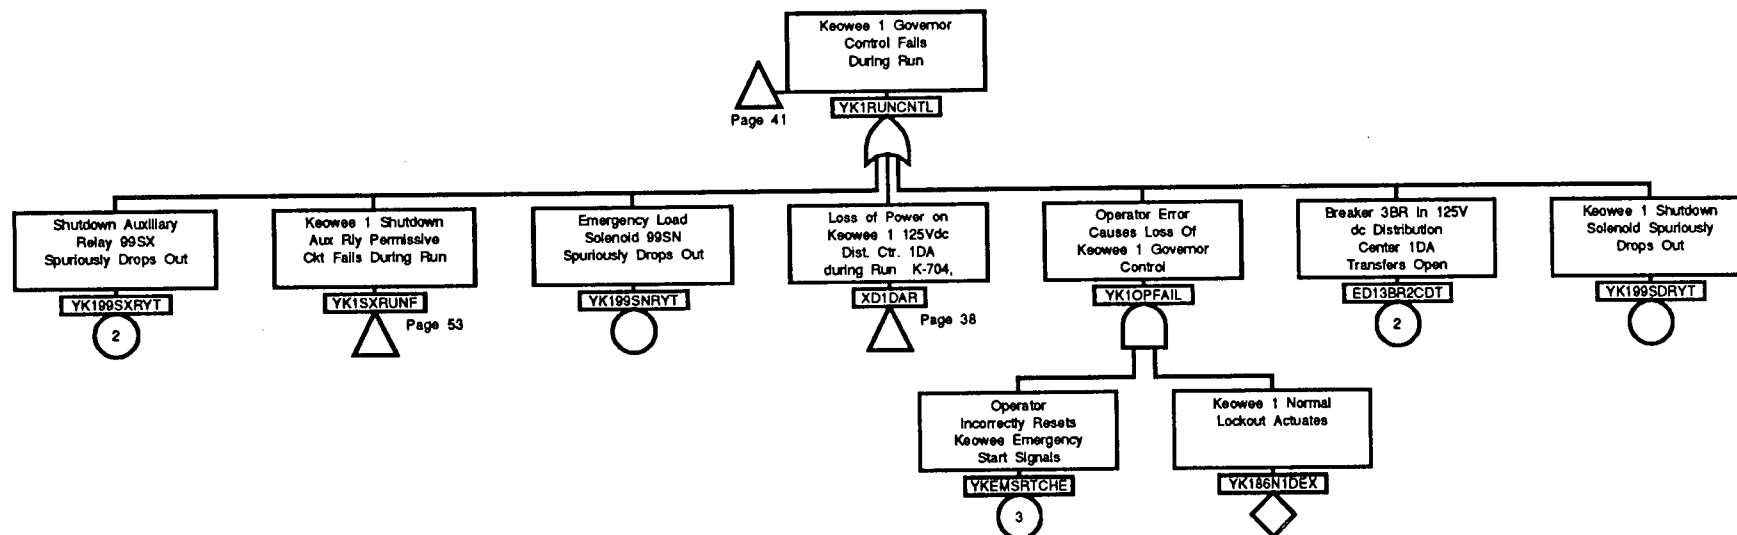 Keowee 1 Governor
Control Fails
During Run
Page 41
YK1RUNCNTL
Shutdown Auxiliary
Relay 99SX
Spuriously Drops Out
YK199SXRYT
2
Keowee 1 Shutdown
Aux Rly Permissive
Ckt Fails During Run
YK1SXRUNF
Page 53
Emergency Load
Solenoid 99SN
Spuriously Drops Out
YK199SNRYT
Loss of Power on
Keowee 1 125Vdc
Dist. Ctr. 1DA
during Run K-704,
XD1DAR
Page 38
Operator Error
Causes Loss Of
Keowee 1 Governor
Control
YK1OPFAIL
Breaker 3BR In 125V
dc Distribution
Center 1DA
Transfers Open
ED13BR2CDT
2
Keowee 1 Shutdown
Solenoid Spuriously
Drops Out
YK199SDRYT
Operator
Incorrectly Resets
Keowee Emergency
Start Signals
YKEMSRTCHE
3
Keowee 1 Normal
Lockout Actuates
YK186N1DEX